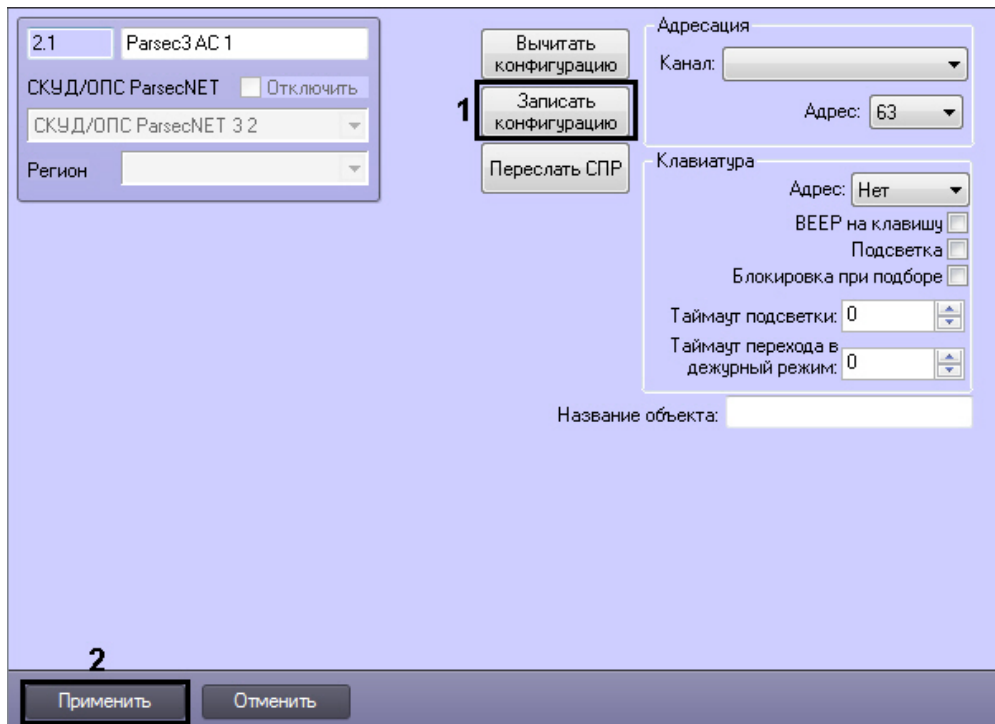 2.1
Parsec3 AC 1
СКУД/ОПС ParsecNET
Отключить
СКУД/ОПС ParsecNET 3 2
Регион
Вычитать
конфигурацию
1
Записать
конфигурацию
Переслать СПР
Адресация
Канал:
Адрес: 63
Клавиатура
Адрес: Нет
BEEP на клавишу
Подсветка
Блокировка при подборе
Таймаут подсветки: 0
Таймаут перехода в
дежурный режим: 0
Название объекта:
2
Применить
Отменить